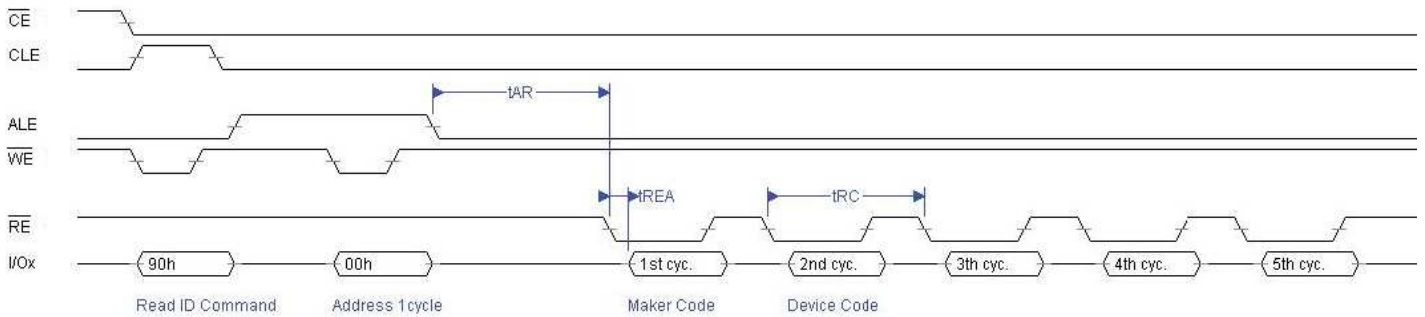 CE
CLE
tAR
ALE
WE
tREA
tRC
RE
I/Ox
90h
00h
1st cyc.
2nd cyc.
3th cyc.
4th cyc.
5th cyc.
Read ID Command
Address 1cycle
Maker Code
Device Code